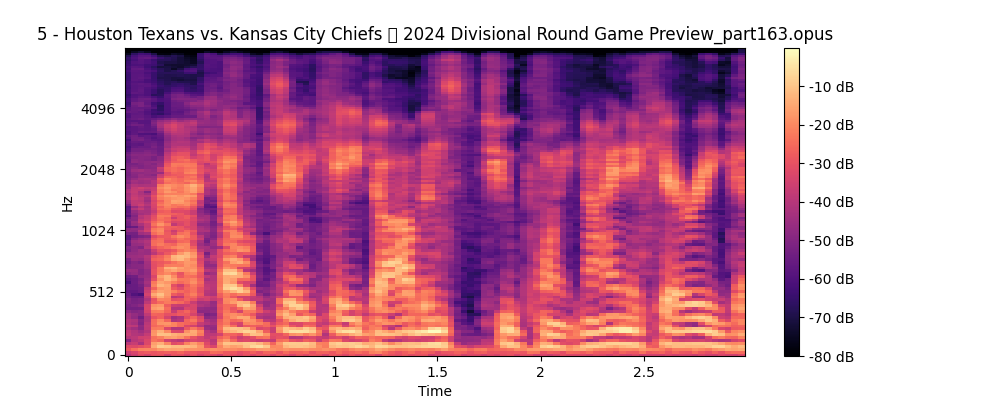 5 - Houston Texans vs. Kansas City Chiefs ▯ 2024 Divisional Round Game Preview_part163.opus
4096
2048
1024
512
0
Hz
0 0.5 1 1.5 2 2.5
Time
-10 dB
-20 dB
-30 dB
-40 dB
-50 dB
-60 dB
-70 dB
-80 dB